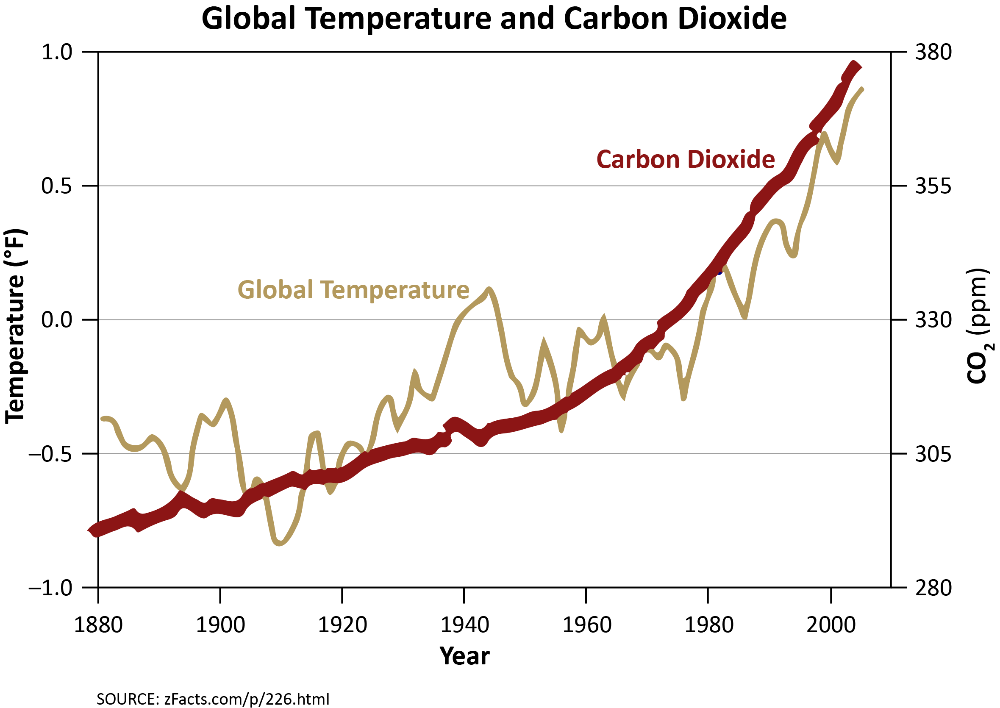 Global Temperature and Carbon Dioxide
1.0
0.5
0.0
–0.5
–1.0
380
355
330
305
280
Temperature (°F)
CO₂ (ppm)
Carbon Dioxide
Global Temperature
1880 1900 1920 1940 1960 1980 2000
Year
SOURCE: zFacts.com/p/226.html